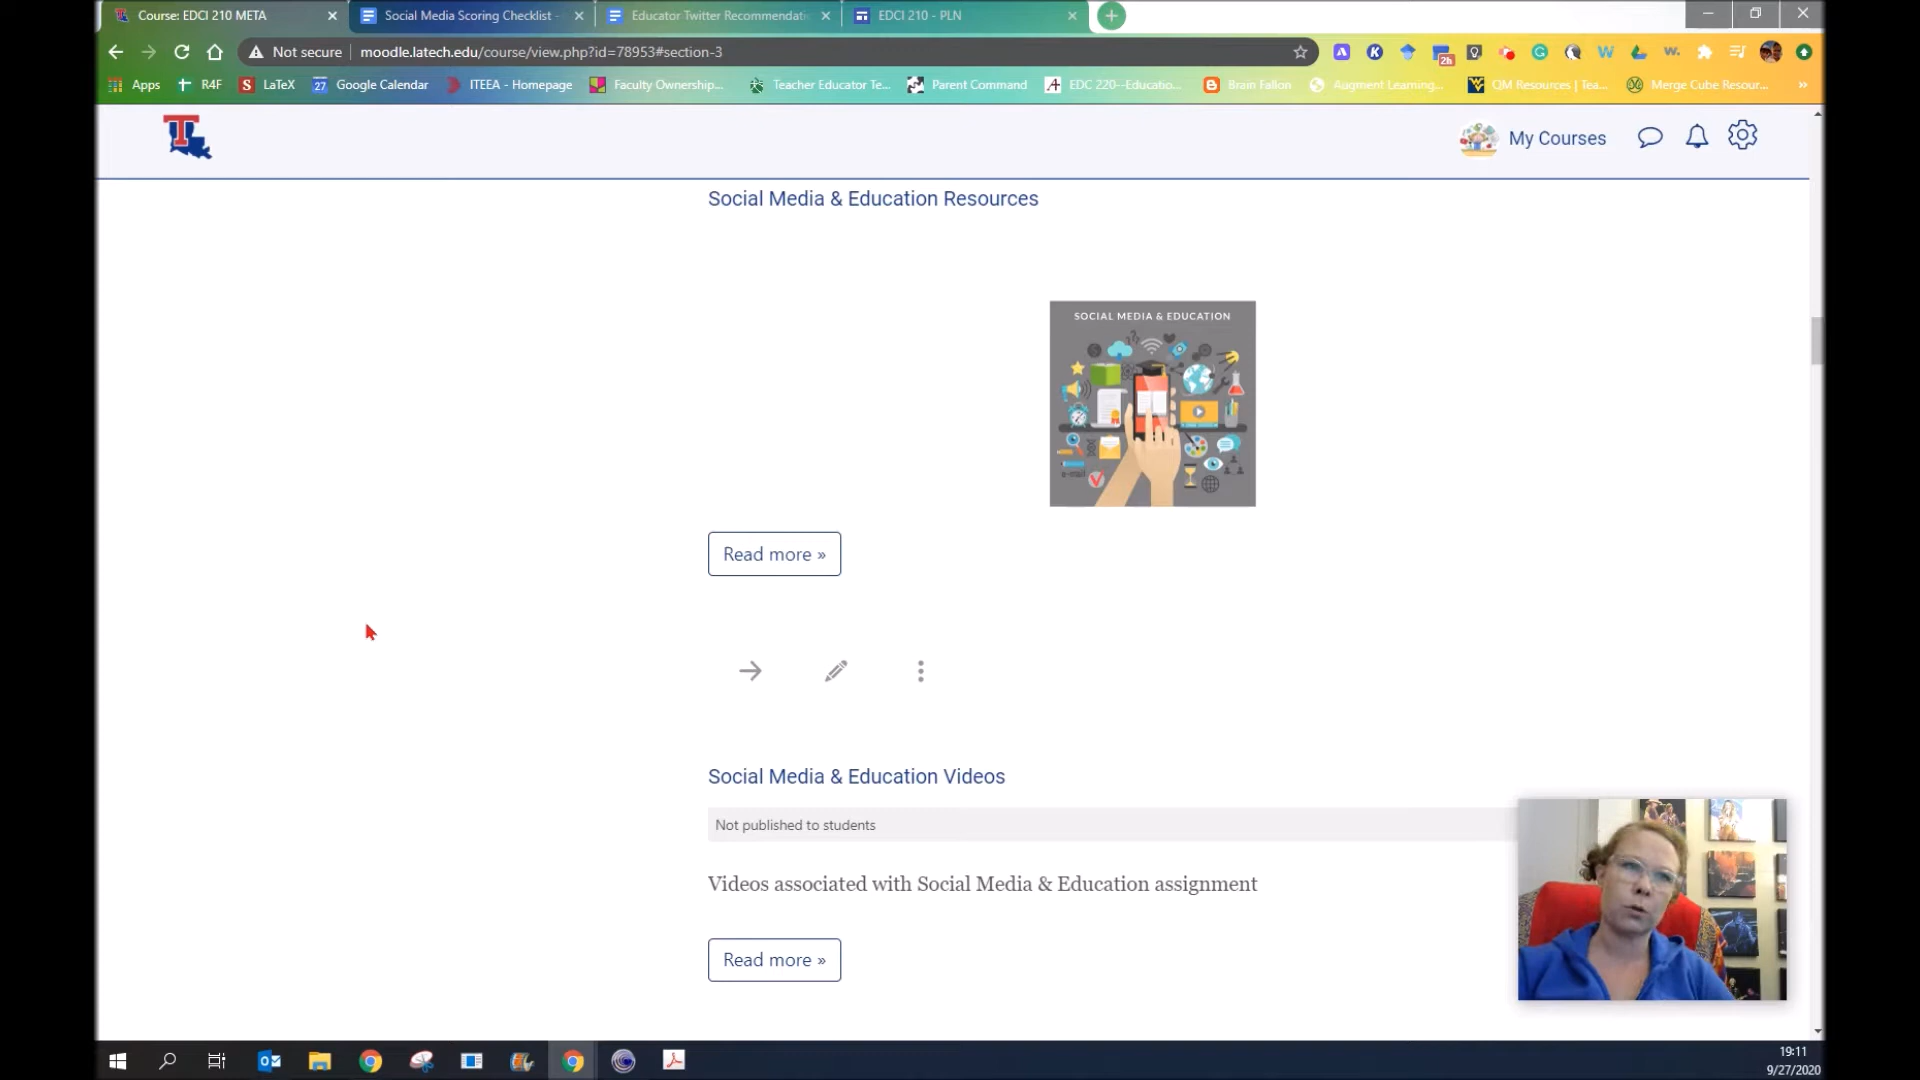 Course: EDCI 210 META
Social Media Scoring Checklist -
Educator Twitter Recommendati
EDCI 210 - PLN
Not secure
moodle.latech.edu/course/view.php?id=78953#section-3
2h
Apps
R4F
LaTeX
27
Google Calendar
ITEEA - Homepage
Faculty Ownership...
Teacher Educator Te...
Parent Command
EDC 220--Educatio...
Brain Fallon
Augment Learning...
QM Resources | Tea...
Merge Cube Resour...
»
My Courses
Social Media & Education Resources
SOCIAL MEDIA & EDUCATION
Read more »
Social Media & Education Videos
Not published to students
Videos associated with Social Media & Education assignment
Read more »
19:11
9/27/2020